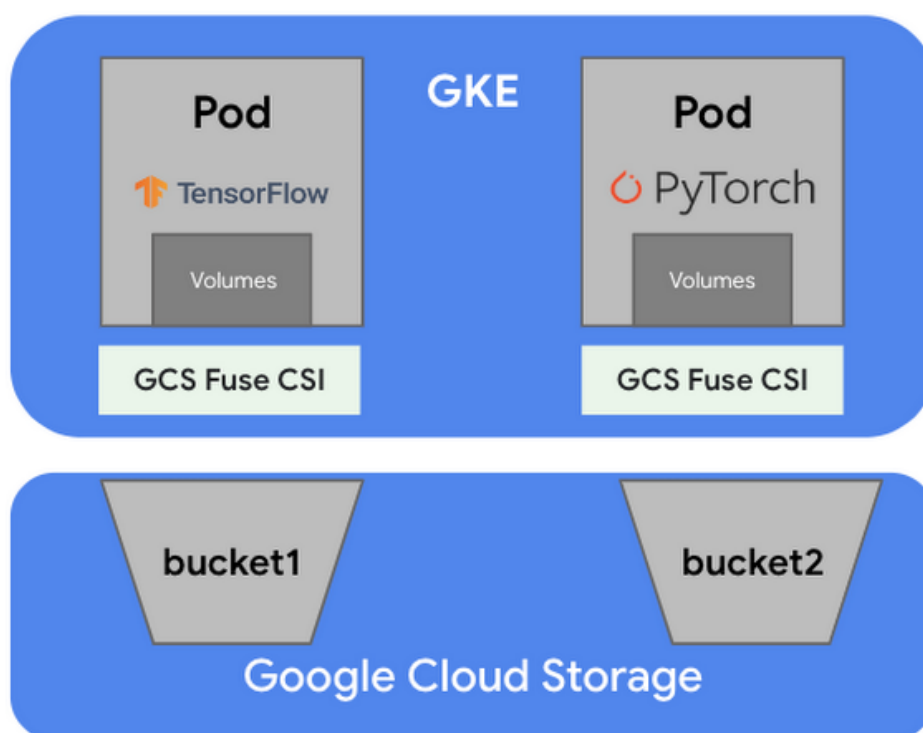 GKE
Pod
TensorFlow
Volumes
GCS Fuse CSI
Pod
PyTorch
Volumes
GCS Fuse CSI
bucket1
bucket2
Google Cloud Storage